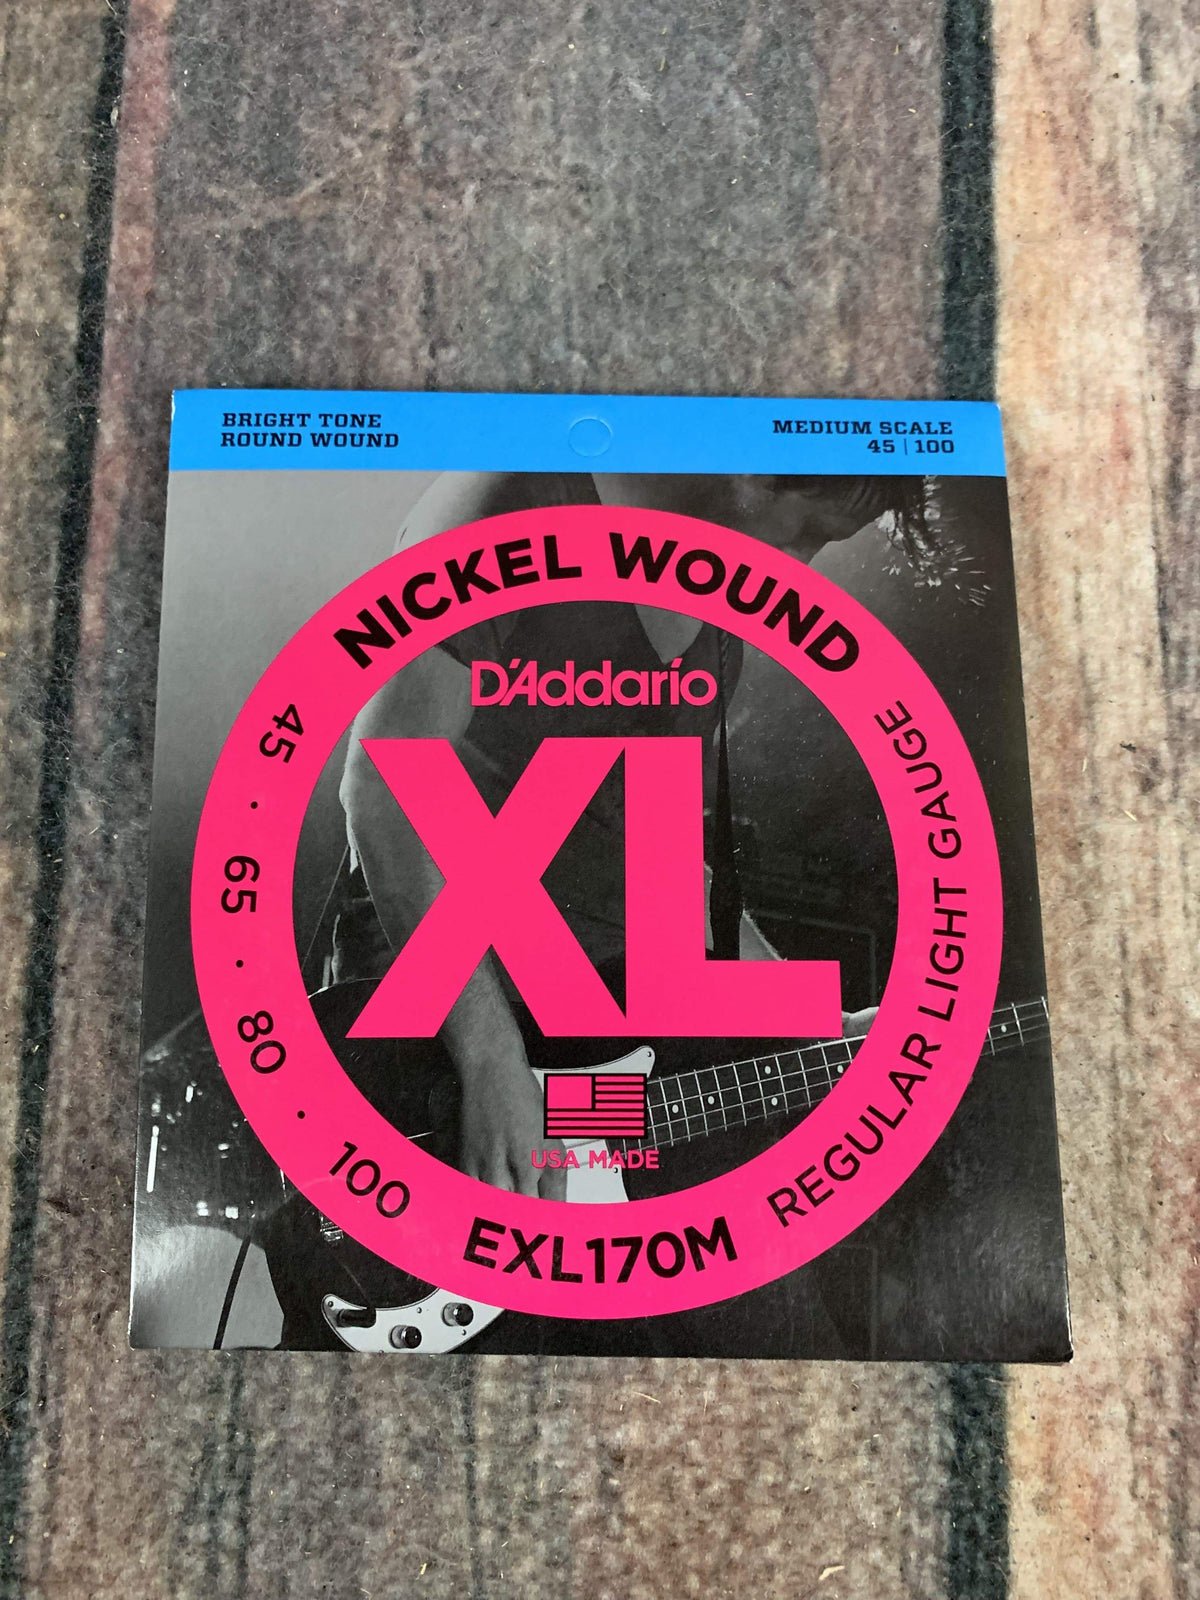 BRIGHT TONE
ROUND WOUND
MEDIUM SCALE
45 | 100
NICKEL WOUND
D'Addario
XL
USA MADE
45 · 65 · 80 · 100
EXL170M
REGULAR LIGHT GAUGE